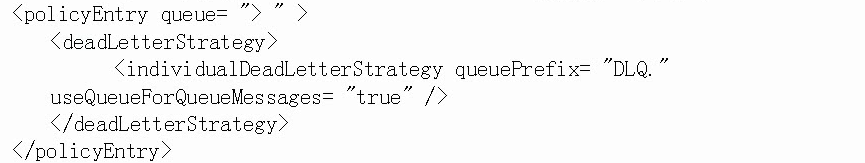 <policyEntry queue= "> " >
<deadLetterStrategy>
<individualDeadLetterStrategy queuePrefix= "DLQ."
useQueueForQueueMessages= "true" />
</deadLetterStrategy>
</policyEntry>